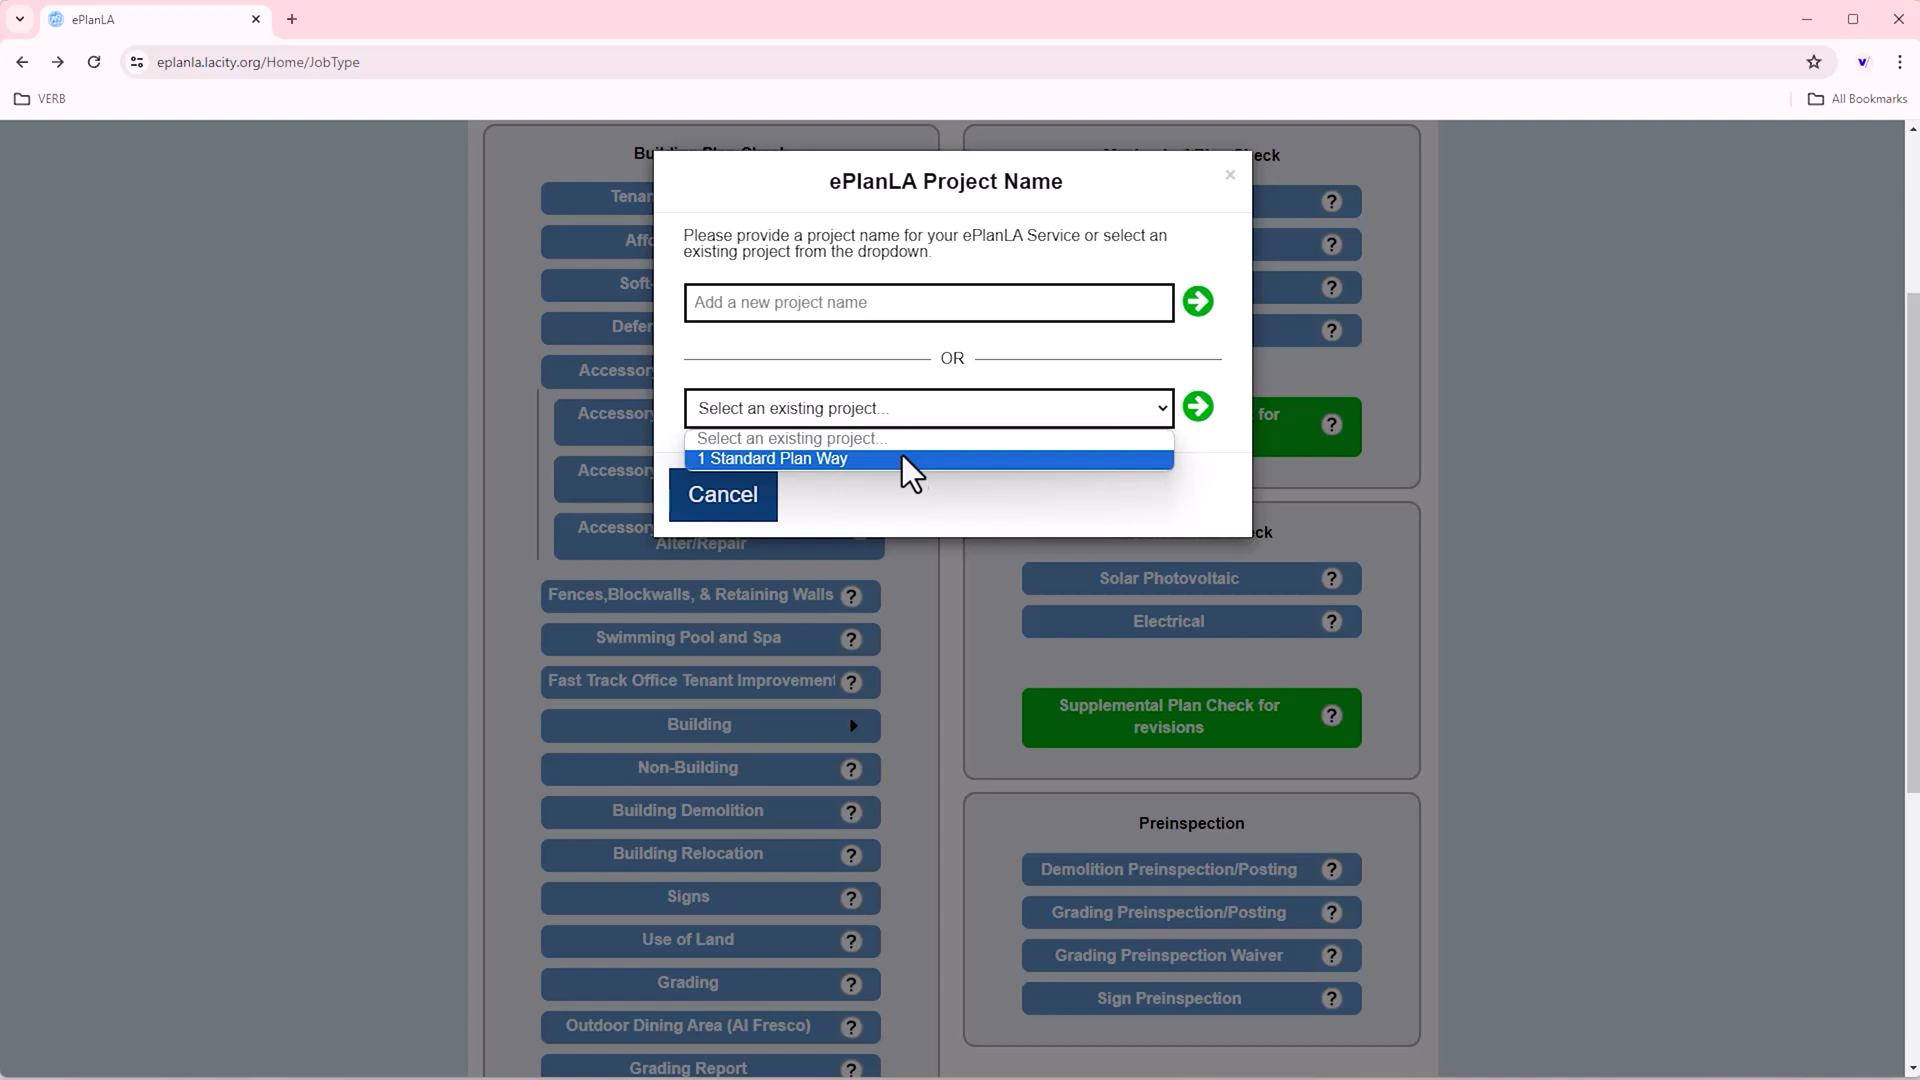 ePlanLA
eplanla.lacity.org/Home/JobType
VERB
All Bookmarks
ePlanLA Project Name
×
Please provide a project name for your ePlanLA Service or select an
existing project from the dropdown.
Add a new project name
OR
Select an existing project...
Select an existing project...
1 Standard Plan Way
Cancel
Tenan
Affo
Soft-
Defer
Accessory
Accessory
Accessory
Accessory
Alter/Repair
Fences,Blockwalls, & Retaining Walls ?
Swimming Pool and Spa ?
Fast Track Office Tenant Improvement ?
Building
Non-Building ?
Building Demolition ?
Building Relocation ?
Signs ?
Use of Land ?
Grading ?
Outdoor Dining Area (Al Fresco) ?
Grading Report ?
eck
?
?
?
?
for ?
ck
Solar Photovoltaic ?
Electrical ?
Supplemental Plan Check for
revisions ?
Preinspection
Demolition Preinspection/Posting ?
Grading Preinspection/Posting ?
Grading Preinspection Waiver ?
Sign Preinspection ?